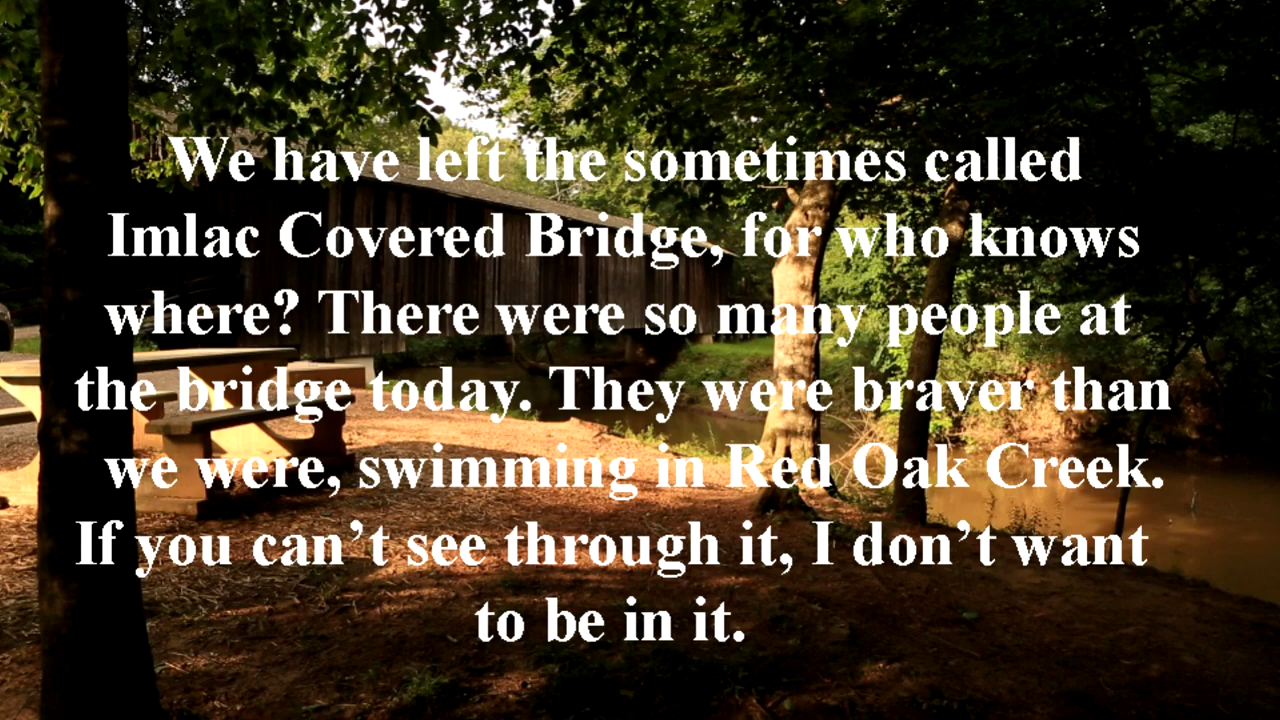 We have left the sometimes called
Imlac Covered Bridge, for who knows
where? There were so many people at
the bridge today. They were braver than
we were, swimming in Red Oak Creek.
If you can’t see through it, I don’t want
to be in it.